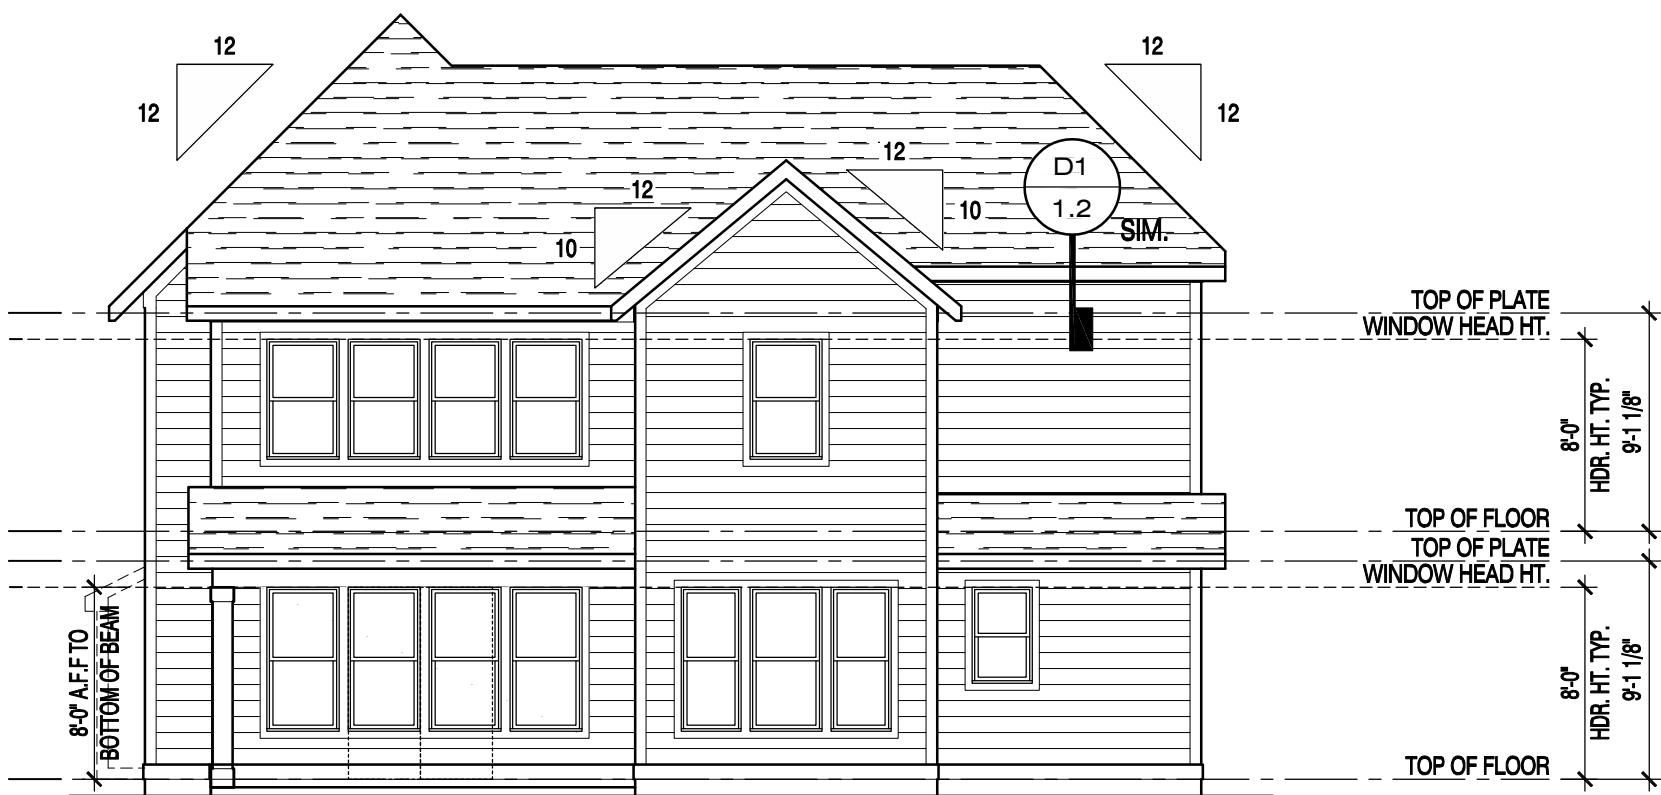 12
12
12
12
12
10
12
10
D1
1.2
SIM.
TOP OF PLATE
WINDOW HEAD HT.
8'-0"
HDR. HT. TYP.
9'-1 1/8"
TOP OF FLOOR
TOP OF PLATE
WINDOW HEAD HT.
8'-0" A.F.F TO
BOTTOM OF BEAM
8'-0"
HDR. HT. TYP.
9'-1 1/8"
TOP OF FLOOR